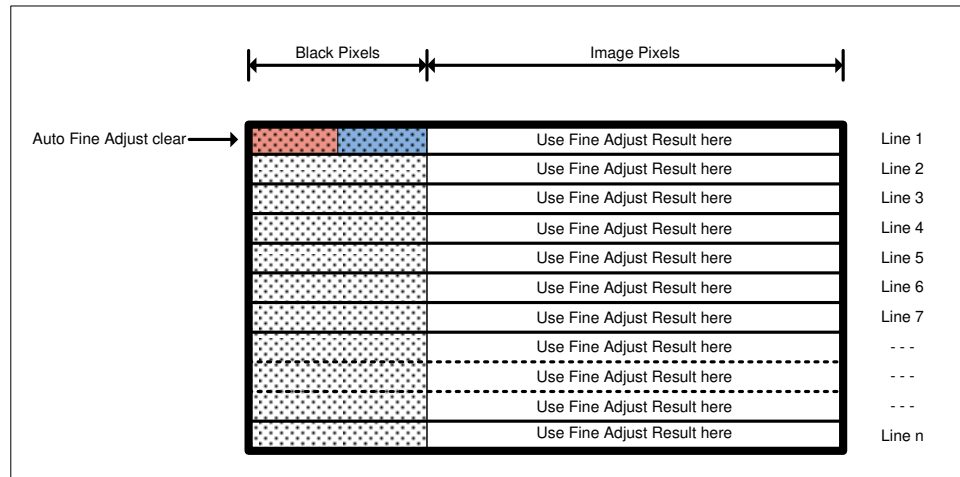 Black Pixels Image Pixels
Auto Fine Adjust clear Use Fine Adjust Result here Line 1
Use Fine Adjust Result here Line 2
Use Fine Adjust Result here Line 3
Use Fine Adjust Result here Line 4
Use Fine Adjust Result here Line 5
Use Fine Adjust Result here Line 6
Use Fine Adjust Result here Line 7
Use Fine Adjust Result here - - -
Use Fine Adjust Result here - - -
Use Fine Adjust Result here - - -
Use Fine Adjust Result here Line n